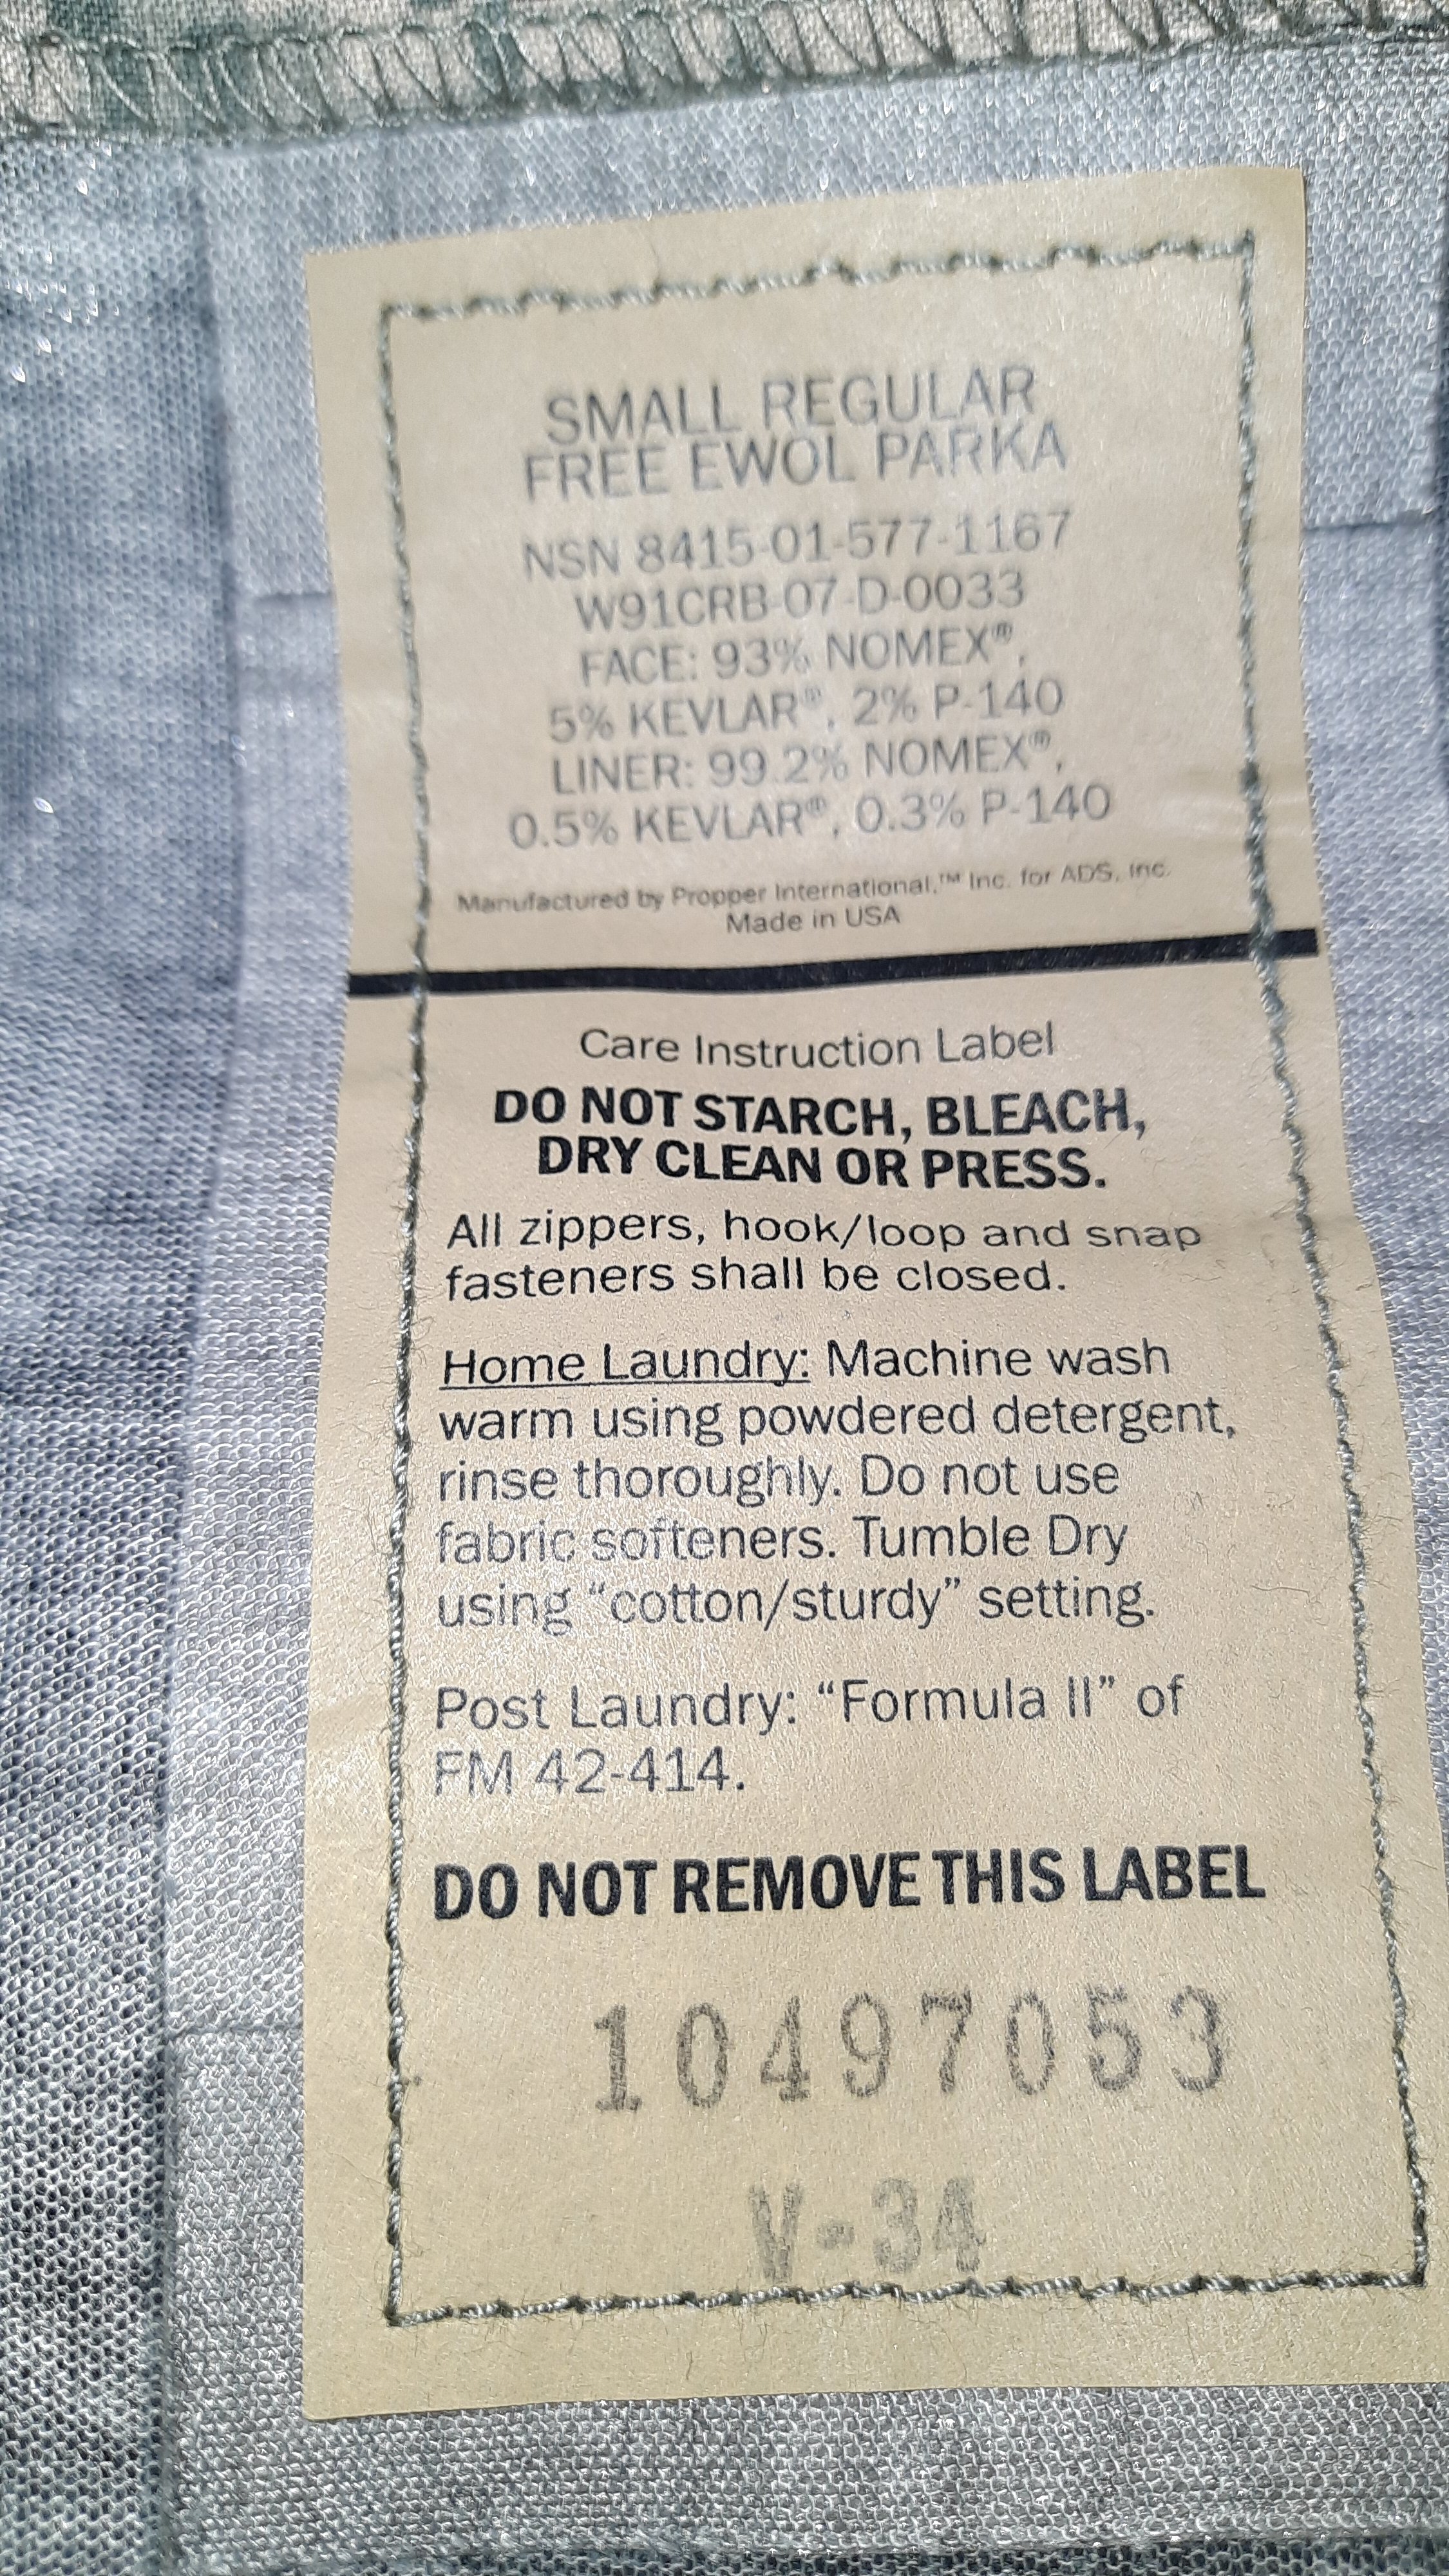 SMALL REGULAR
FREE EWOL PARKA
NSN 8415-01-577-1167
W91CRB-07-D-0033
FACE: 93% NOMEX®,
5% KEVLAR®, 2% P-140
LINER: 99.2% NOMEX®,
0.5% KEVLAR®, 0.3% P-140
Manufactured by Propper International,™ Inc. for ADS, Inc.
Made in USA
Care Instruction Label
DO NOT STARCH, BLEACH,
DRY CLEAN OR PRESS.
All zippers, hook/loop and snap
fasteners shall be closed.
Home Laundry: Machine wash
warm using powdered detergent,
rinse thoroughly. Do not use
fabric softeners. Tumble Dry
using “cotton/sturdy” setting.
Post Laundry: “Formula II” of
FM 42-414.
DO NOT REMOVE THIS LABEL
10497053
V-34